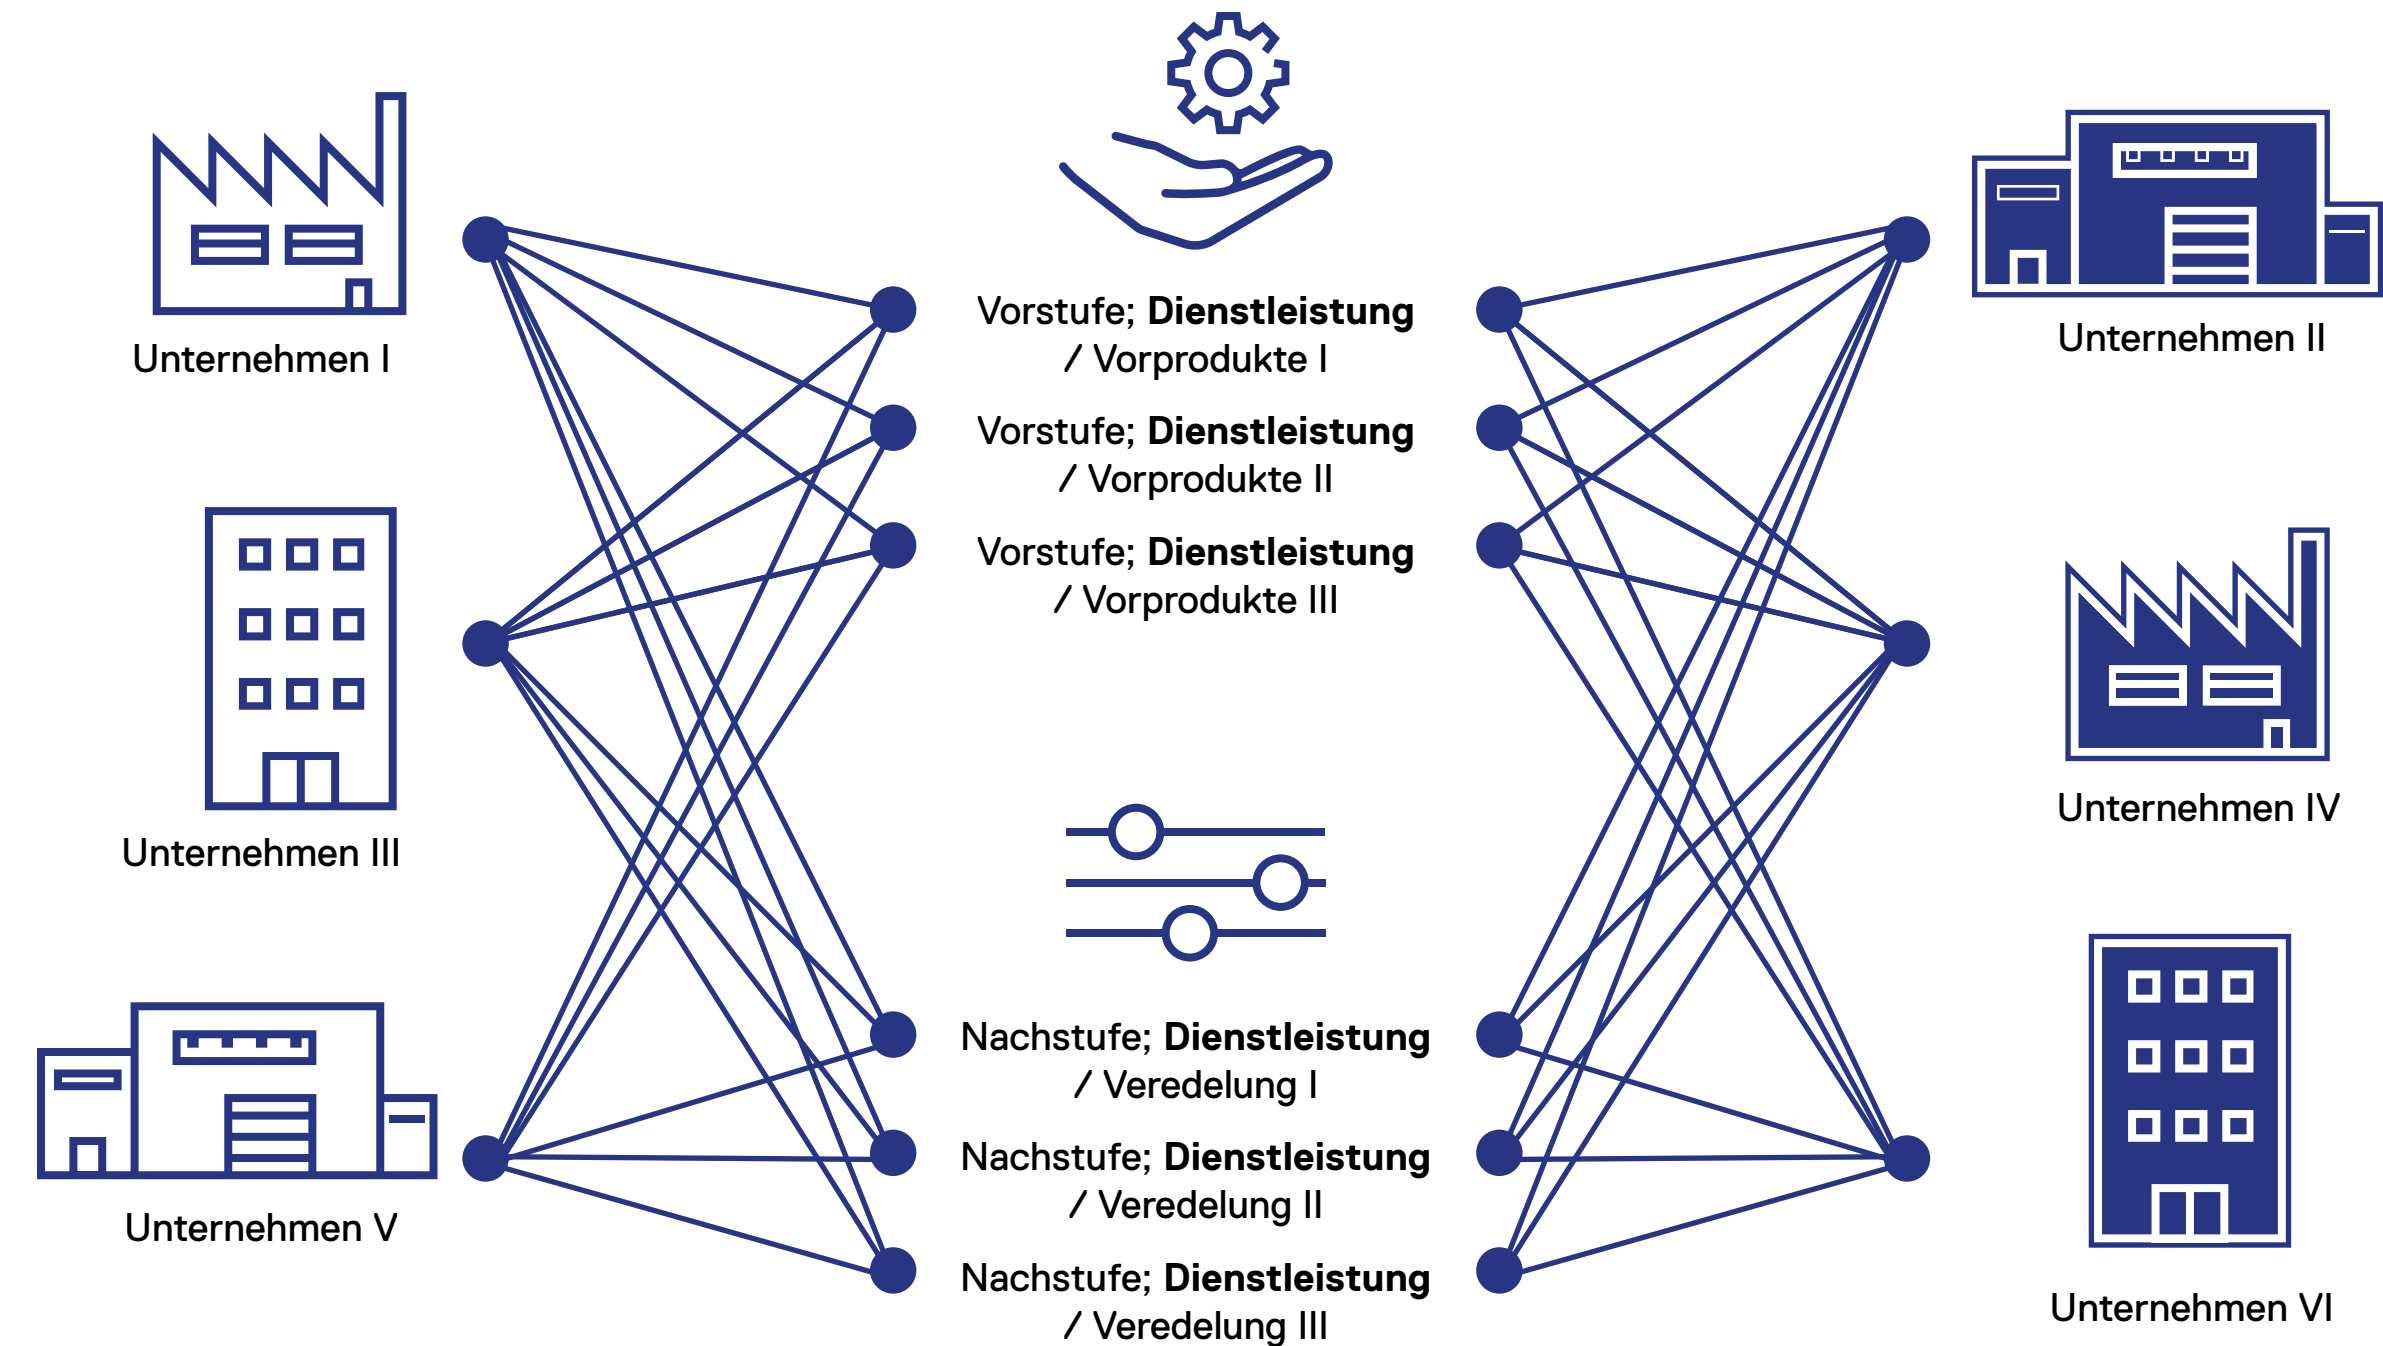 Unternehmen I
Unternehmen III
Unternehmen V
Vorstufe; Dienstleistung
/ Vorprodukte I
Vorstufe; Dienstleistung
/ Vorprodukte II
Vorstufe; Dienstleistung
/ Vorprodukte III
Nachstufe; Dienstleistung
/ Veredelung I
Nachstufe; Dienstleistung
/ Veredelung II
Nachstufe; Dienstleistung
/ Veredelung III
Unternehmen II
Unternehmen IV
Unternehmen VI